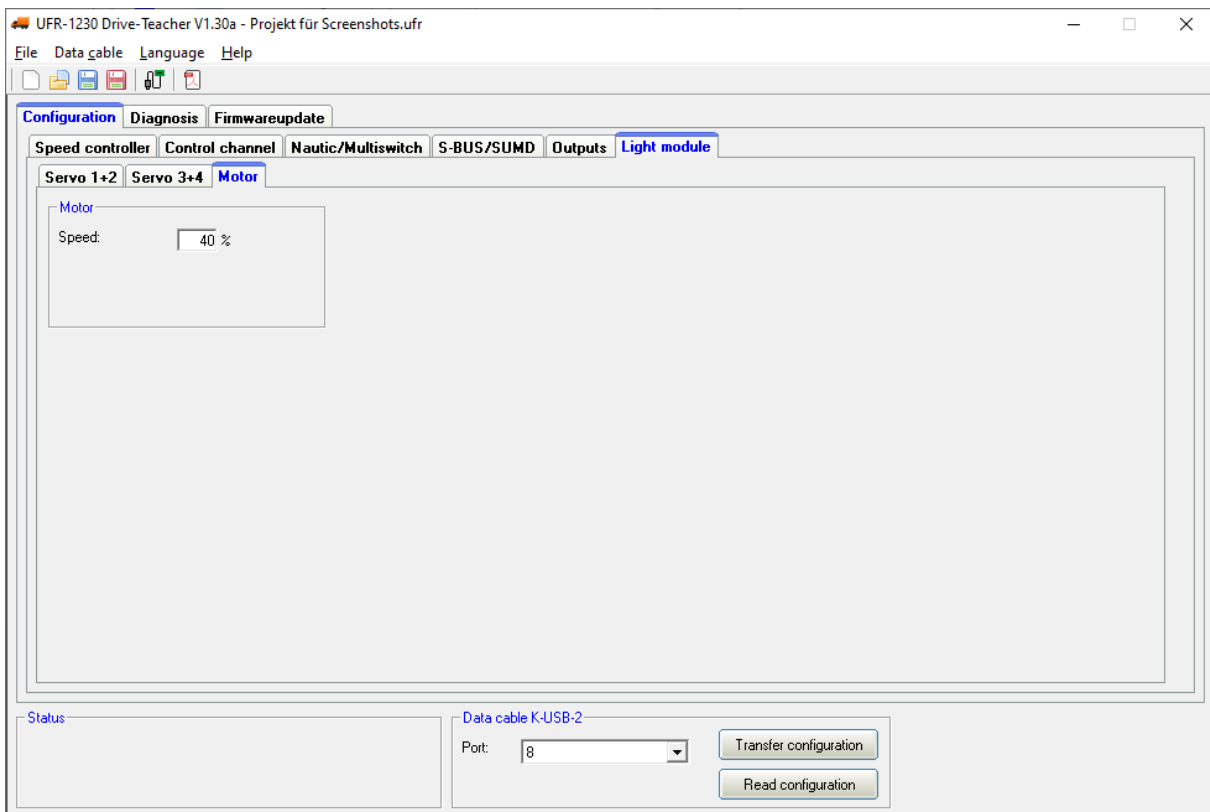 UFR-1230 Drive-Teacher V1.30a - Projekt für Screenshots.ufr
File Data cable Language Help
Configuration Diagnosis Firmwareupdate
Speed controller Control channel Nautic/Multiswitch S-BUS/SUMD Outputs Light module
Servo 1+2 Servo 3+4 Motor
Motor
Speed: 40 %
Status
Data cable K-USB-2
Port: 8
Transfer configuration
Read configuration